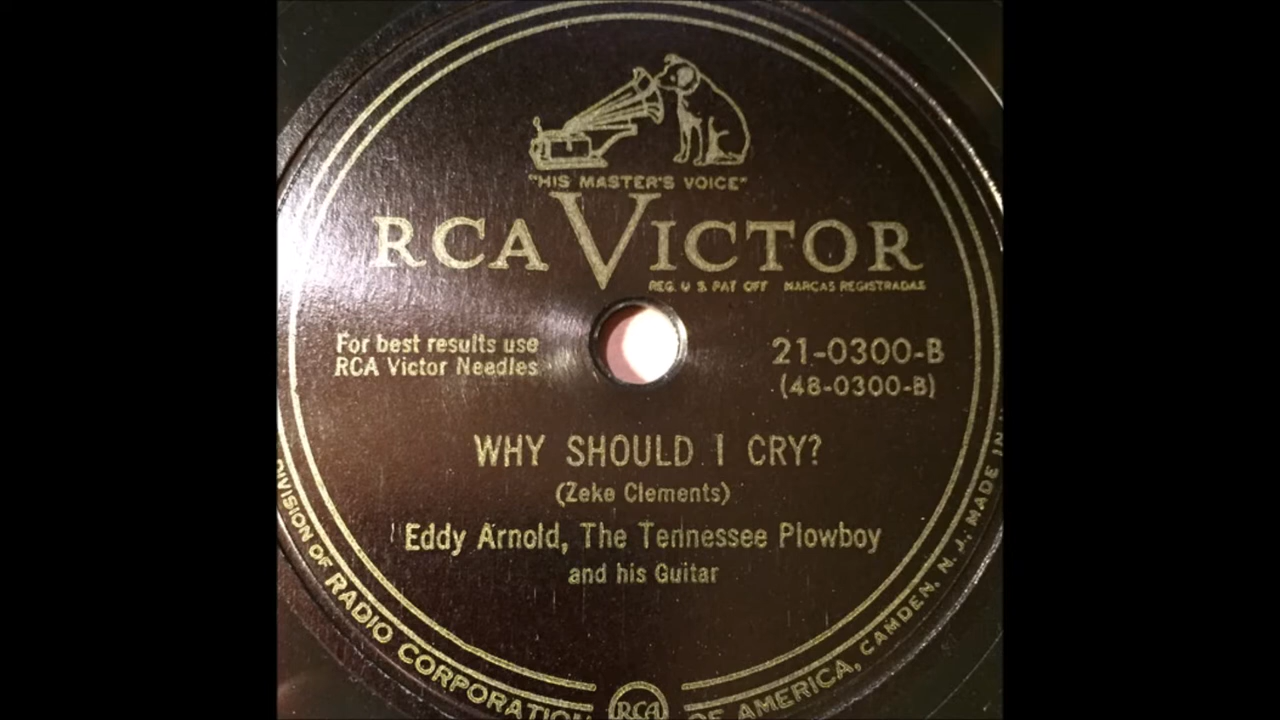 "HIS MASTER'S VOICE"
RCA VICTOR
REG. U S. PAT OFF MARCAS REGISTRADAS
For best results use
RCA Victor Needles
21-0300-B
(48-0300-B)
WHY SHOULD I CRY?
(Zeke Clements)
Eddy Arnold, The Tennessee Plowboy
and his Guitar
DIVISION OF RADIO CORPORATION OF AMERICA, CAMDEN, N. J.; MADE IN
RCA